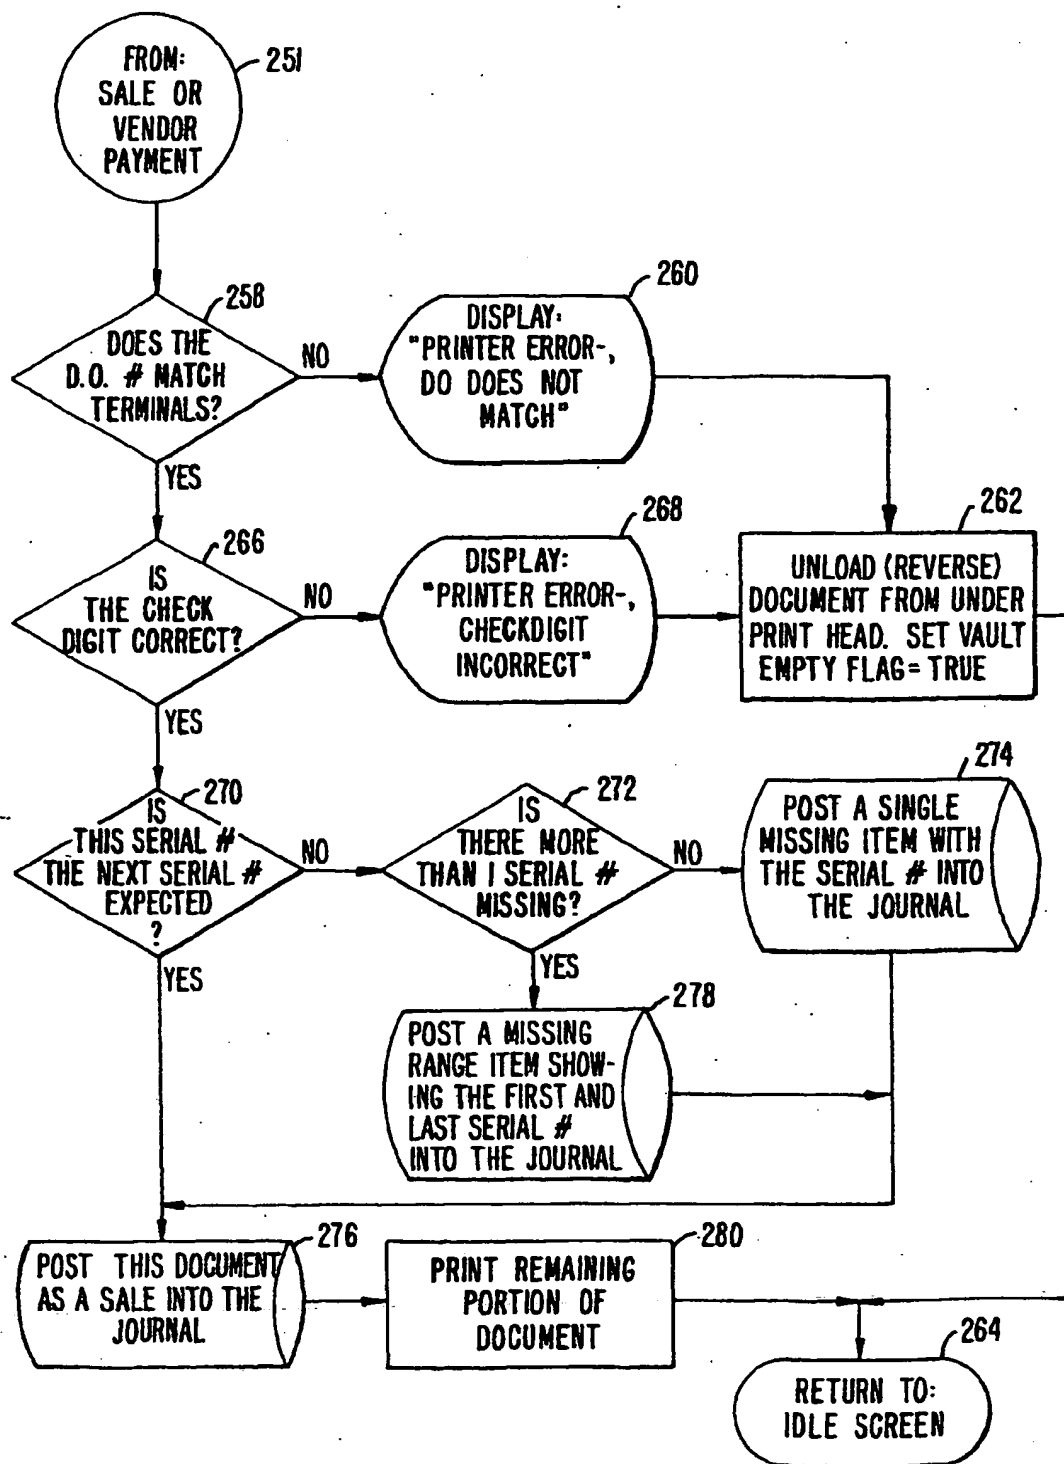 FROM:
SALE OR
VENDOR
PAYMENT
251
258
DOES THE
D.O. # MATCH
TERMINALS?
NO
YES
260
DISPLAY:
"PRINTER ERROR-,
DO DOES NOT
MATCH"
262
UNLOAD (REVERSE)
DOCUMENT FROM UNDER
PRINT HEAD. SET VAULT
EMPTY FLAG = TRUE
266
IS
THE CHECK
DIGIT CORRECT?
NO
YES
268
DISPLAY:
"PRINTER ERROR-,
CHECKDIGIT
INCORRECT"
270
IS
THIS SERIAL #
THE NEXT SERIAL #
EXPECTED
?
NO
YES
272
IS
THERE MORE
THAN 1 SERIAL #
MISSING?
NO
YES
274
POST A SINGLE
MISSING ITEM WITH
THE SERIAL # INTO
THE JOURNAL
278
POST A MISSING
RANGE ITEM SHOW-
ING THE FIRST AND
LAST SERIAL #
INTO THE JOURNAL
276
POST THIS DOCUMENT
AS A SALE INTO THE
JOURNAL
280
PRINT REMAINING
PORTION OF
DOCUMENT
264
RETURN TO:
IDLE SCREEN